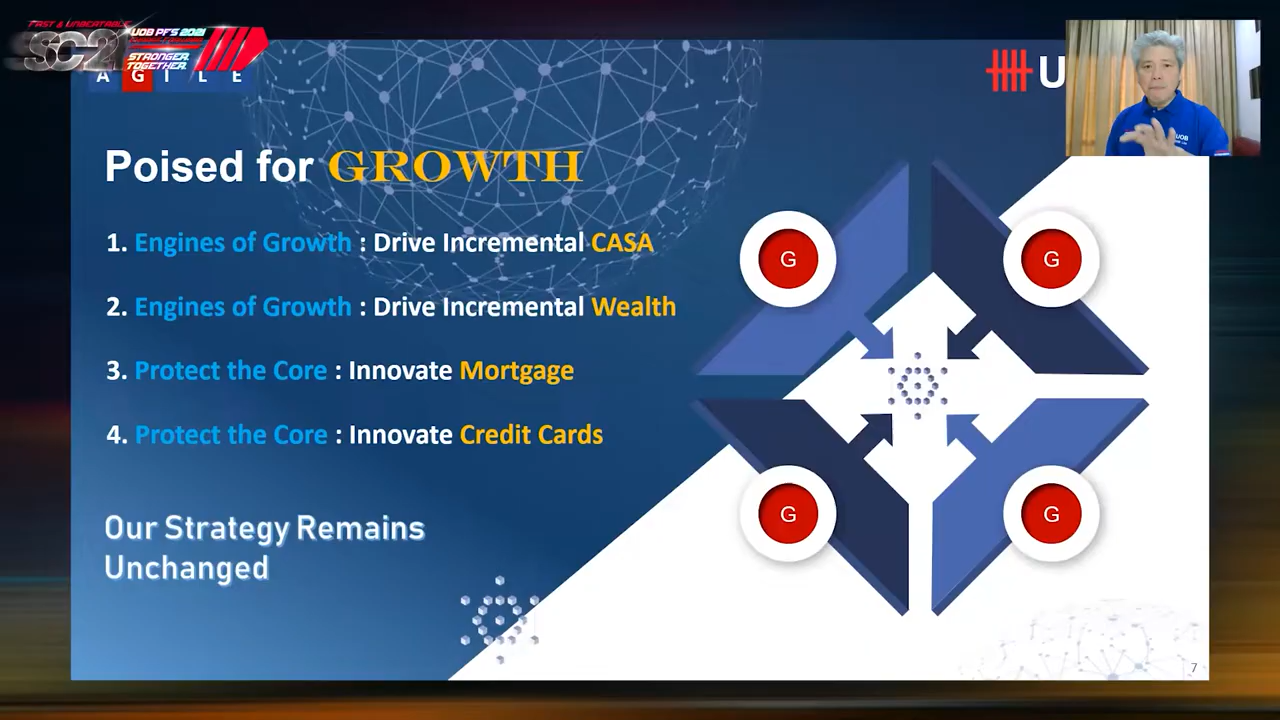 FAST & UNBEATABLE
SC21
UOB PFS 2021
STRONGER.
TOGETHER.
AGILE
U
UOB
Poised for GROWTH
1. Engines of Growth : Drive Incremental CASA
2. Engines of Growth : Drive Incremental Wealth
3. Protect the Core : Innovate Mortgage
4. Protect the Core : Innovate Credit Cards
Our Strategy Remains
Unchanged
G
G
G
G
7